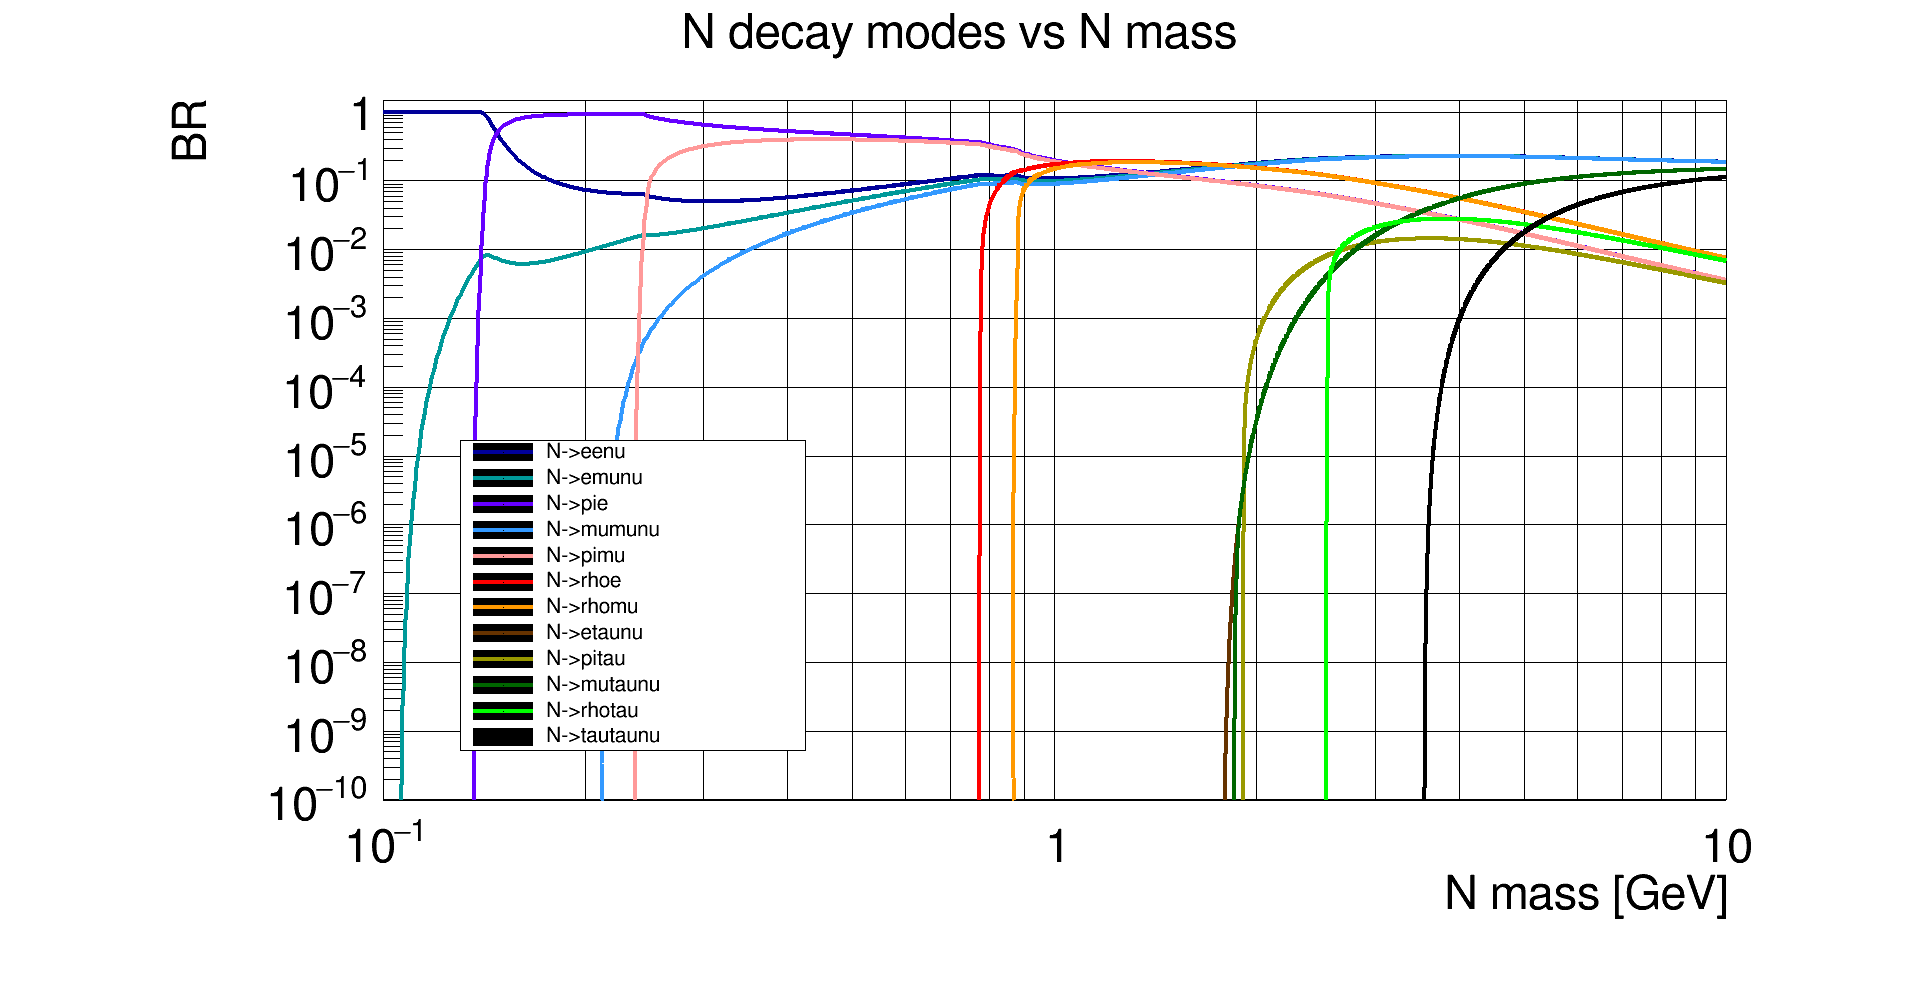 N decay modes vs N mass
BR
1
10⁻¹
10⁻²
10⁻³
10⁻⁴
10⁻⁵
10⁻⁶
10⁻⁷
10⁻⁸
10⁻⁹
10⁻¹⁰
N->eenu
N->emunu
N->pie
N->mumunu
N->pimu
N->rhoe
N->rhomu
N->etaunu
N->pitau
N->mutaunu
N->rhotau
N->tautaunu
10⁻¹ 1 10
N mass [GeV]